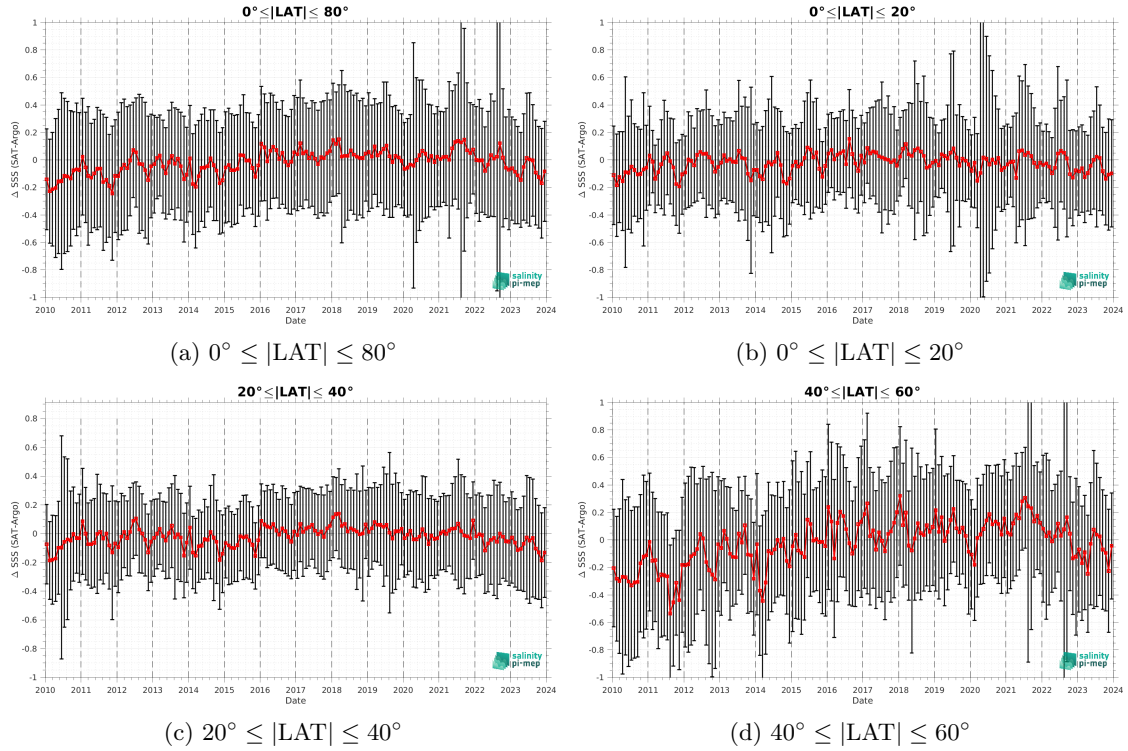 0°≤|LAT|≤ 80°
1
0.8
0.6
0.4
0.2
0
-0.2
-0.4
-0.6
-0.8
-1
Δ SSS (SAT-Argo)
2010 2011 2012 2013 2014 2015 2016 2017 2018 2019 2020 2021 2022 2023 2024
Date
salinity
pi-mep
(a) 0° ≤ |LAT| ≤ 80°
0°≤|LAT|≤ 20°
1
0.8
0.6
0.4
0.2
0
-0.2
-0.4
-0.6
-0.8
-1
Δ SSS (SAT-Argo)
2010 2011 2012 2013 2014 2015 2016 2017 2018 2019 2020 2021 2022 2023 2024
Date
salinity
pi-mep
(b) 0° ≤ |LAT| ≤ 20°
20°≤|LAT|≤ 40°
0.8
0.6
0.4
0.2
0
-0.2
-0.4
-0.6
-0.8
-1
Δ SSS (SAT-Argo)
2010 2011 2012 2013 2014 2015 2016 2017 2018 2019 2020 2021 2022 2023 2024
Date
salinity
pi-mep
(c) 20° ≤ |LAT| ≤ 40°
40°≤|LAT|≤ 60°
1
0.8
0.6
0.4
0.2
0
-0.2
-0.4
-0.6
-0.8
-1
Δ SSS (SAT-Argo)
2010 2011 2012 2013 2014 2015 2016 2017 2018 2019 2020 2021 2022 2023 2024
Date
salinity
pi-mep
(d) 40° ≤ |LAT| ≤ 60°